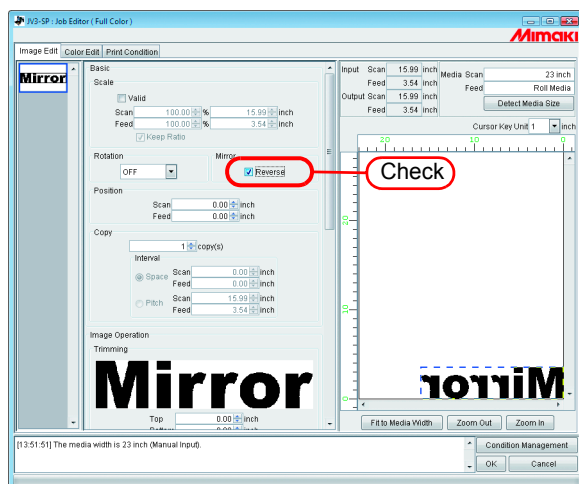 JV3-SP : Job Editor ( Full Color )
Mimaki
Image Edit Color Edit Print Condition
Mirror
Basic
Scale
Valid
Scan 100.00 % 15.99 inch
Feed 100.00 % 3.54 inch
Keep Ratio
Rotation Mirror
OFF Reverse
Position
Scan 0.00 inch
Feed 0.00 inch
Copy
1 copy(s)
Interval
Space Scan 0.00 inch
Feed 0.00 inch
Pitch Scan 15.99 inch
Feed 3.54 inch
Image Operation
Trimming
Mirror
Top 0.00 inch
Check
Input Scan 15.99 inch
Feed 3.54 inch
Output Scan 15.99 inch
Feed 3.54 inch
Media Scan 23 inch
Feed Roll Media
Detect Media Size
Cursor Key Unit 1 inch
20 10 0
20
10
0
Mirror
Fit to Media Width Zoom Out Zoom In
[13:51:51] The media width is 23 inch (Manual Input).
Condition Management
OK Cancel